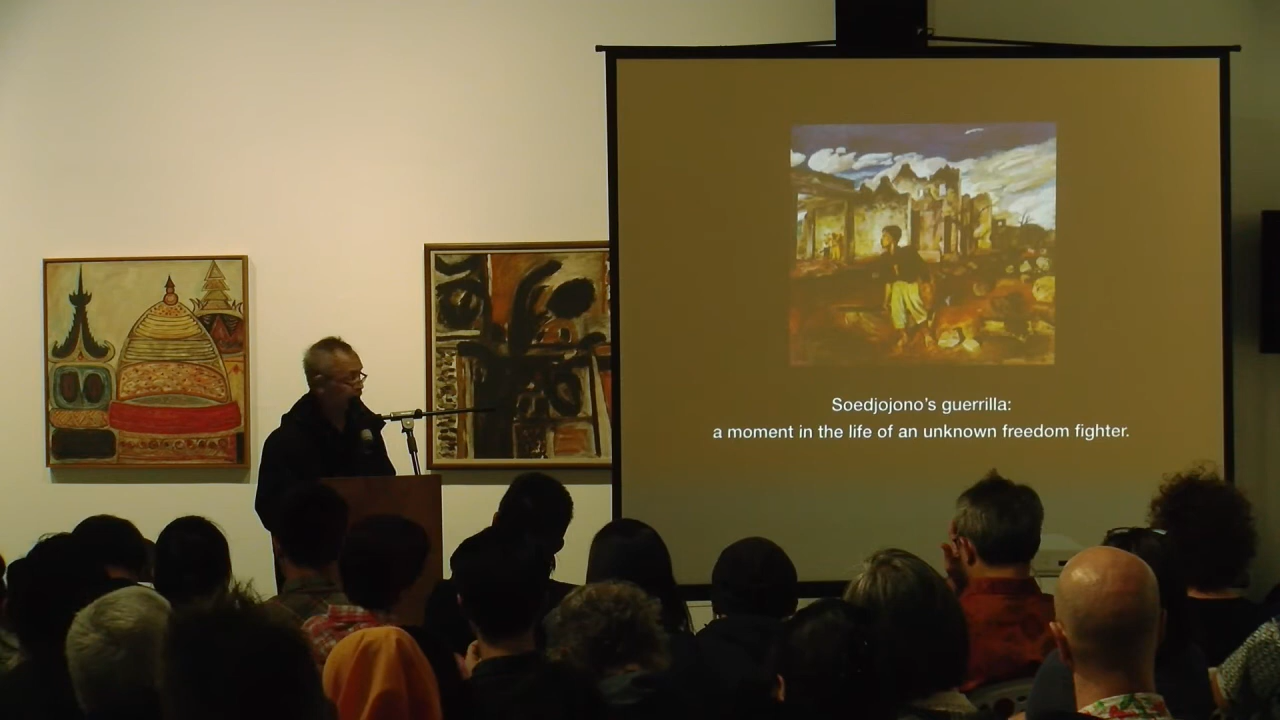 Soedjojono's guerrilla:
a moment in the life of an unknown freedom fighter.